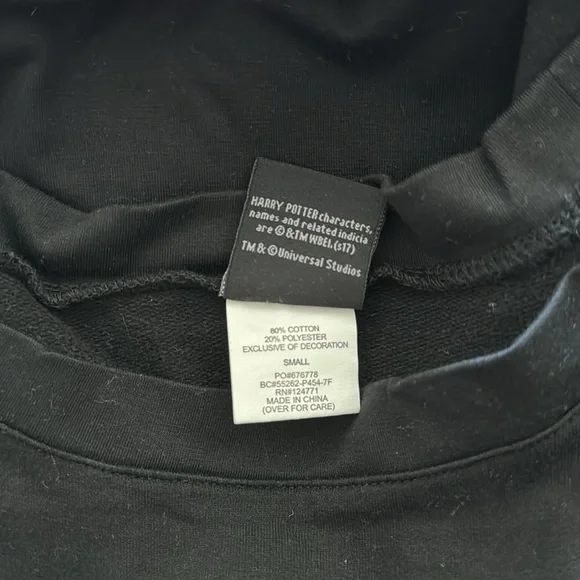 HARRY POTTER characters,
names and related indicia
are © & TM WBEI. (s17)
TM & © Universal Studios
80% COTTON
20% POLYESTER
EXCLUSIVE OF DECORATION
SMALL
PO#676778
BC#55262-P454-7F
RN#124771
MADE IN CHINA
(OVER FOR CARE)